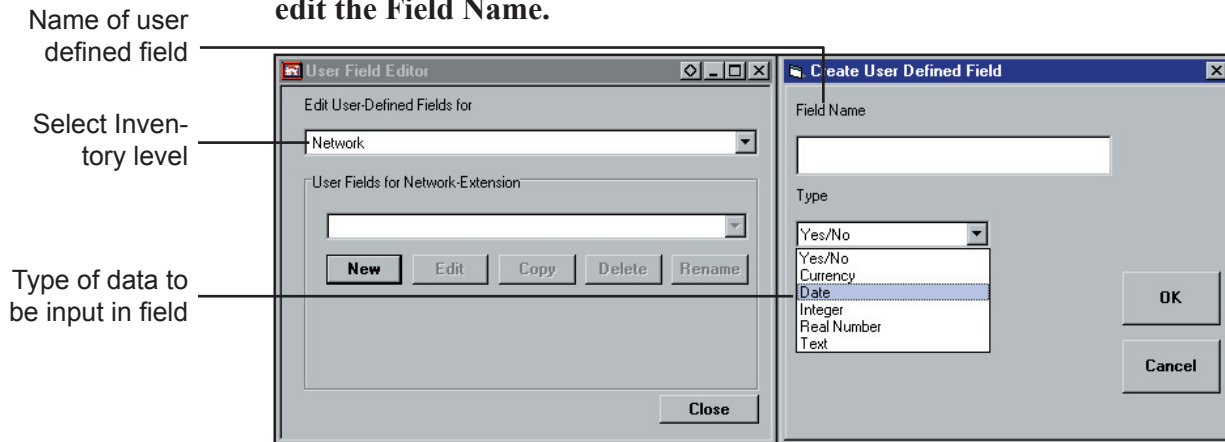 edit the Field Name.
Name of user
defined field
Select Inven-
tory level
Type of data to
be input in field
User Field Editor
Edit User-Defined Fields for
Network
User Fields for Network-Extension
New Edit Copy Delete Rename
Close
Create User Defined Field
Field Name
Type
Yes/No
Yes/No
Currency
Date
Integer
Real Number
Text
OK
Cancel